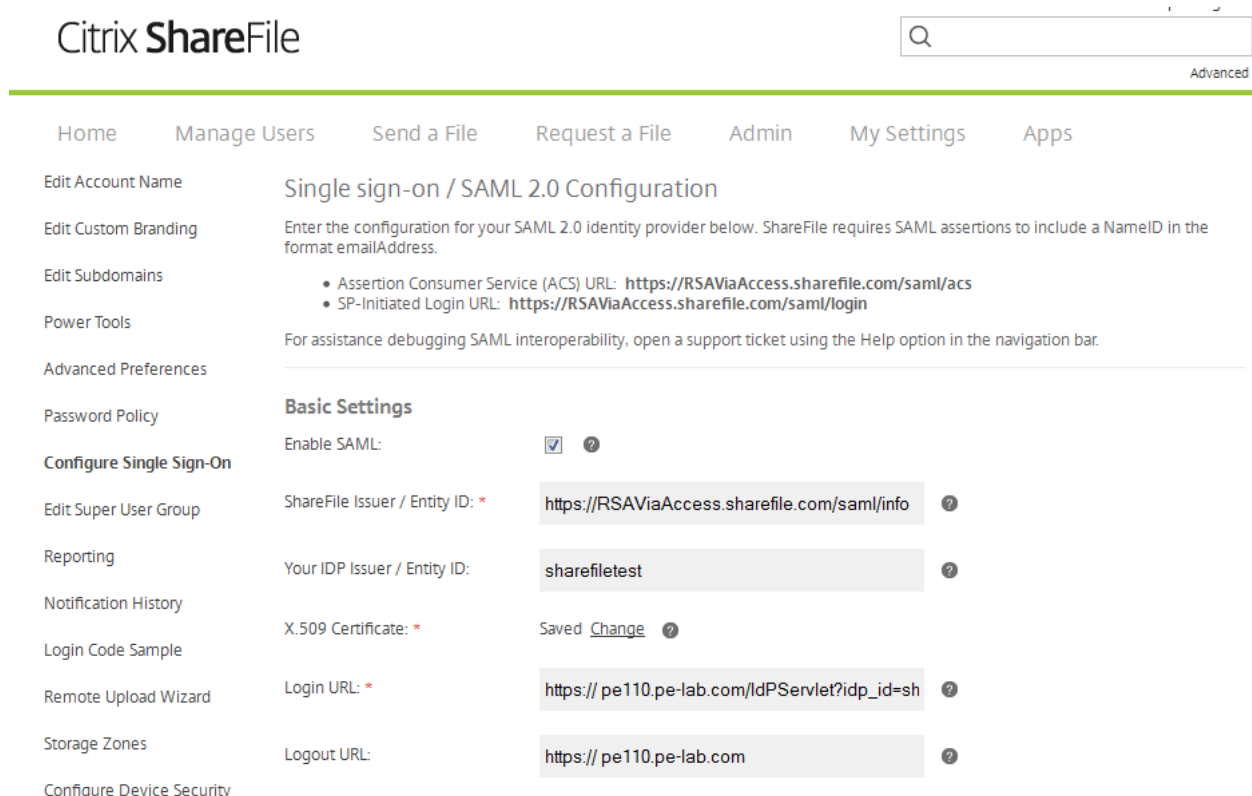 Citrix ShareFile
Advanced
Home Manage Users Send a File Request a File Admin My Settings Apps
Edit Account Name
Edit Custom Branding
Edit Subdomains
Power Tools
Advanced Preferences
Password Policy
Configure Single Sign-On
Edit Super User Group
Reporting
Notification History
Login Code Sample
Remote Upload Wizard
Storage Zones
Configure Device Security
Single sign-on / SAML 2.0 Configuration
Enter the configuration for your SAML 2.0 identity provider below. ShareFile requires SAML assertions to include a NameID in the
format emailAddress.
• Assertion Consumer Service (ACS) URL: https://RSAViaAccess.sharefile.com/saml/acs
• SP-Initiated Login URL: https://RSAViaAccess.sharefile.com/saml/login
For assistance debugging SAML interoperability, open a support ticket using the Help option in the navigation bar.
Basic Settings
Enable SAML: ?
ShareFile Issuer / Entity ID: * https://RSAViaAccess.sharefile.com/saml/info ?
Your IDP Issuer / Entity ID: sharefiletest ?
X.509 Certificate: * Saved Change ?
Login URL: * https:// pe110.pe-lab.com/IdPServlet?idp_id=sh ?
Logout URL: https:// pe110.pe-lab.com ?